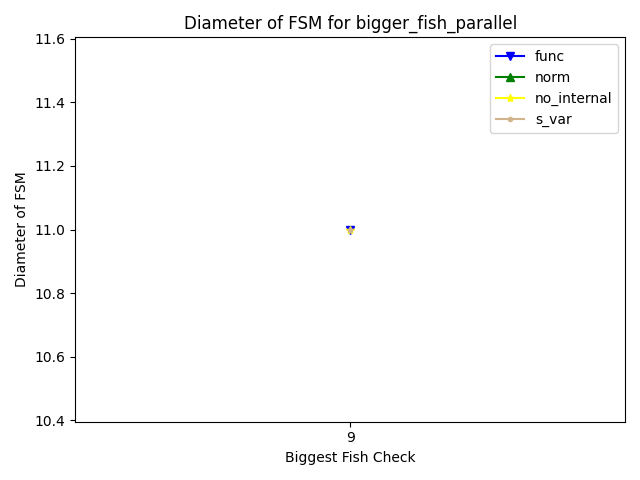 Diameter of FSM for bigger_fish_parallel
func
norm
no_internal
s_var
11.6
11.4
11.2
11.0
10.8
10.6
10.4
Diameter of FSM
9
Biggest Fish Check